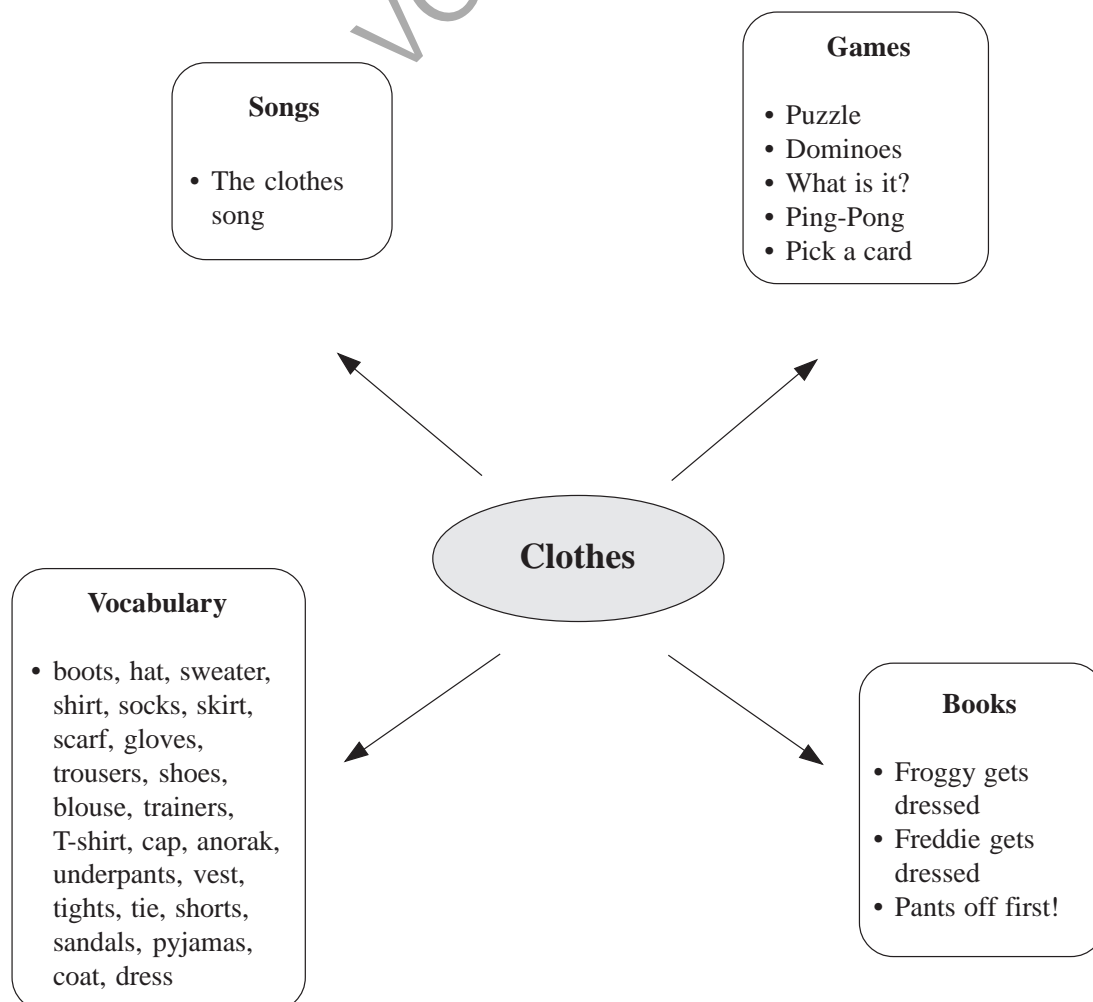 Songs
• The clothes
song
Games
• Puzzle
• Dominoes
• What is it?
• Ping-Pong
• Pick a card
Clothes
Vocabulary
• boots, hat, sweater,
shirt, socks, skirt,
scarf, gloves,
trousers, shoes,
blouse, trainers,
T-shirt, cap, anorak,
underpants, vest,
tights, tie, shorts,
sandals, pyjamas,
coat, dress
Books
• Froggy gets
dressed
• Freddie gets
dressed
• Pants off first!